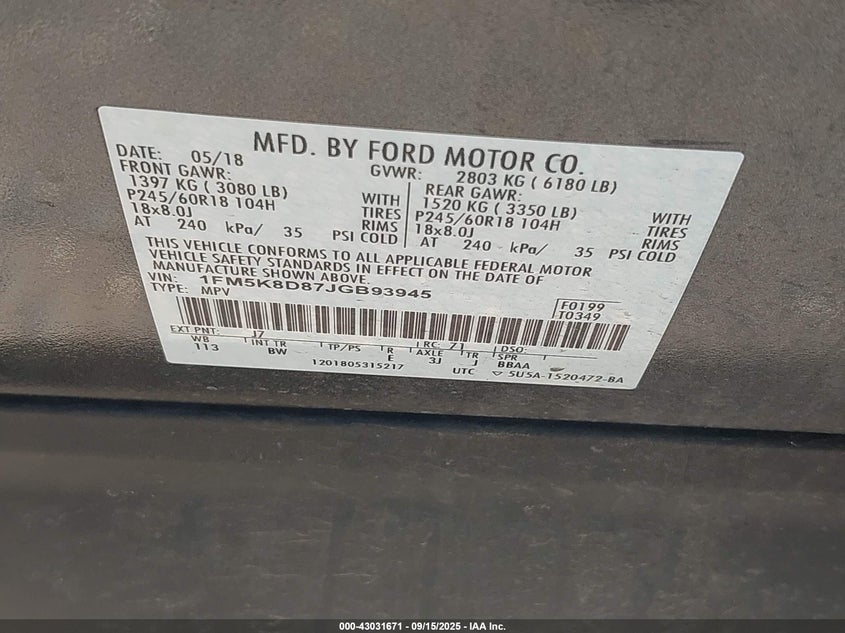 MFD. BY FORD MOTOR CO.
DATE: 05/18 GVWR: 2803 KG ( 6180 LB)
FRONT GAWR: REAR GAWR:
1397 KG ( 3080 LB) WITH 1520 KG ( 3350 LB) WITH
P245/60R18 104H TIRES P245/60R18 104H TIRES
18x8.0J RIMS 18x8.0J RIMS
AT 240 kPa/ 35 PSI COLD AT 240 kPa/ 35 PSI COLD
THIS VEHICLE CONFORMS TO ALL APPLICABLE FEDERAL MOTOR
VEHICLE SAFETY STANDARDS IN EFFECT ON THE DATE OF
MANUFACTURE SHOWN ABOVE.
VIN: 1FM5K8D87JGB93945
TYPE: MPV
F0199
T0349
EXT PNT: J7 RC: 71 DSO:
WB INT TR TP/PS R AXLE TR SPR
113 BW E 3J J BBAA
1201805315217 UTC ▽ 5U5A-1520472-BA
000-43031671 - 09/15/2025 - IAA Inc.